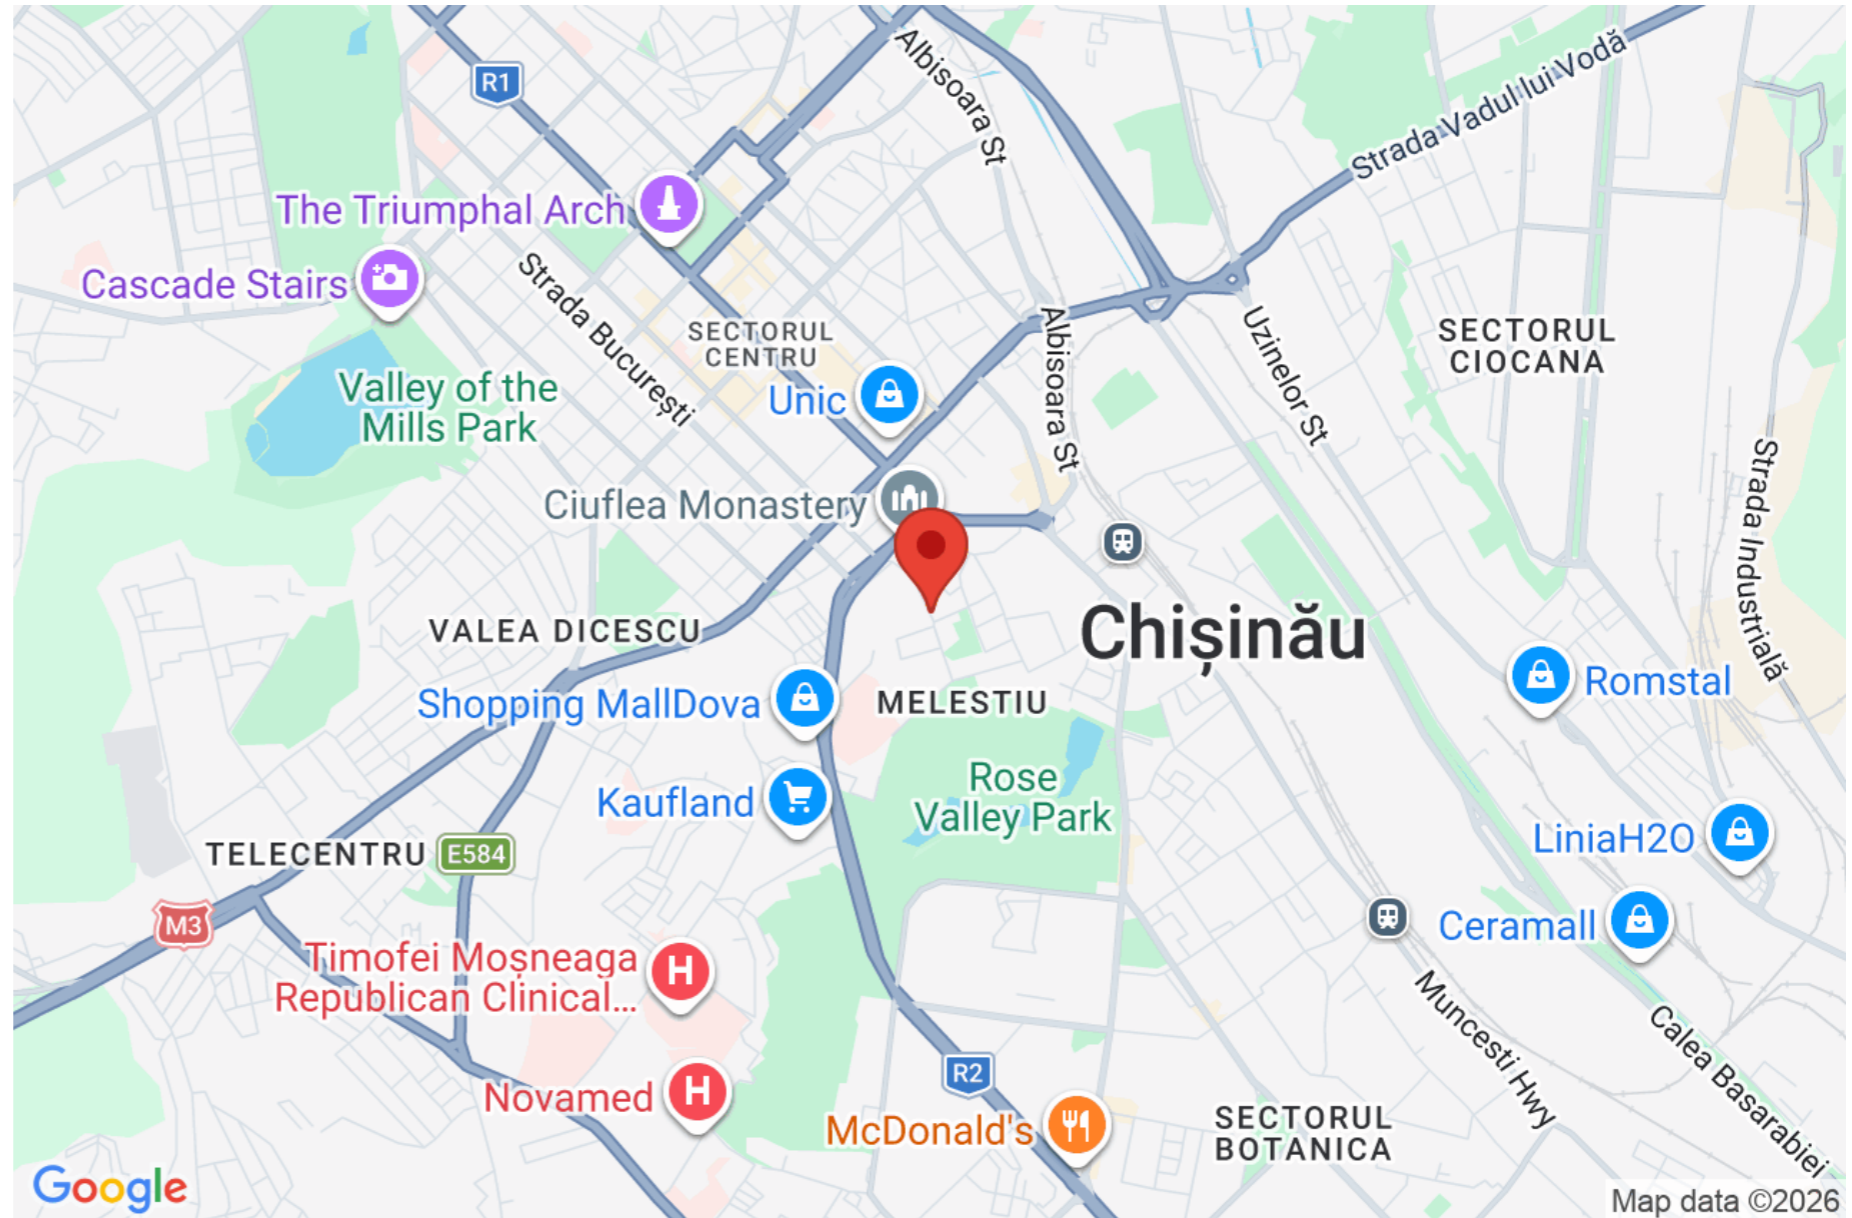 R1
Albisoara St
Strada Vadul lui Vodă
The Triumphal Arch
Cascade Stairs
Strada București
SECTORUL
CENTRU
Albisoara St
Uzinelor St
SECTORUL
CIOCANA
Valley of the
Mills Park
Unic
Strada Industrială
Ciuflea Monastery
VALEA DICESCU
Chișinău
Shopping MallDova
MELESTIU
Romstal
Rose
Valley Park
Kaufland
LiniaH2O
TELECENTRU
E584
M3
Ceramall
Timofei Moșneaga
Republican Clinical...
H
Muncesti Hwy
Calea Basarabiei
R2
Novamed
H
McDonald's
SECTORUL
BOTANICA
Google
Map data ©2026